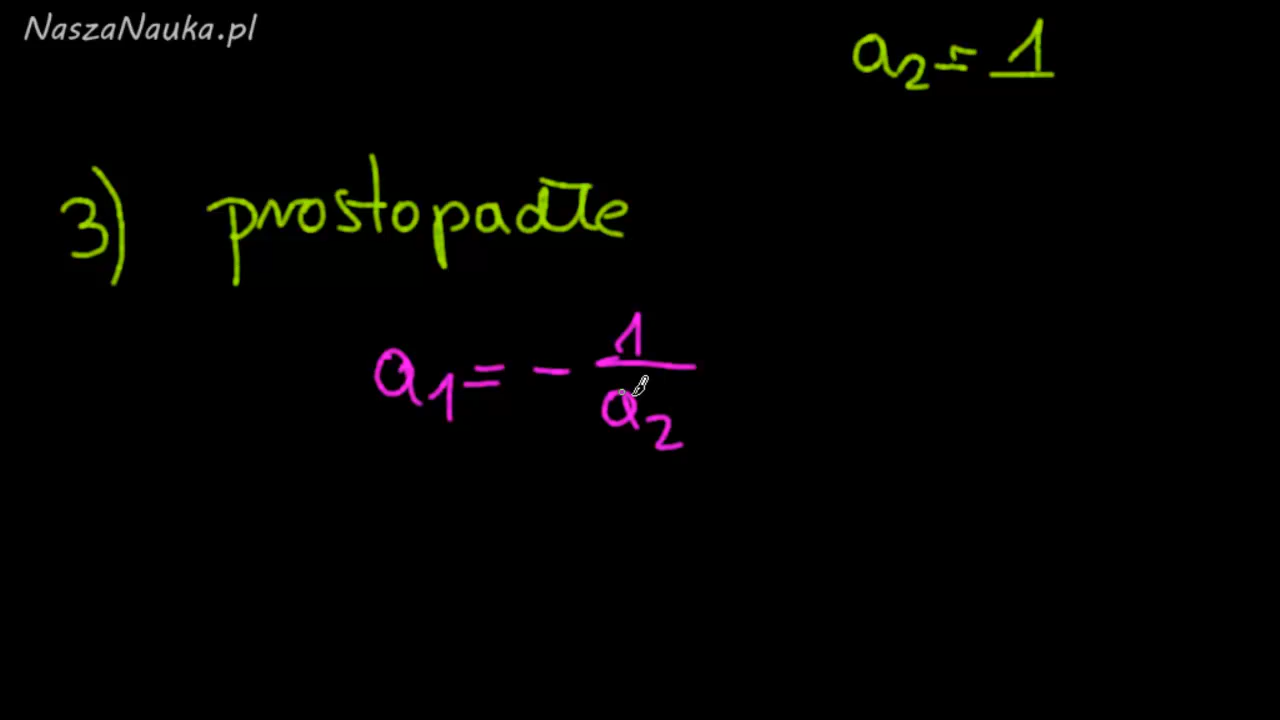 NaszaNauka.pl
a₂ = 1
3) prostopadłe
a₁ = - 1/a₂